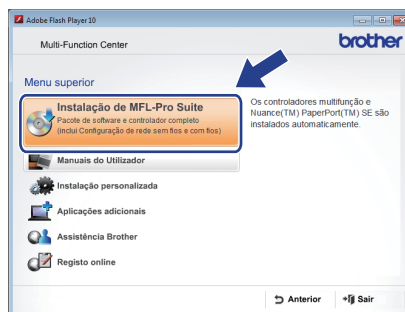 Adobe Flash Player 10
Multi-Function Center
brother
Menu superior
Instalação de MFL-Pro Suite
Pacote de software e controlador completo
(inclui Configuração de rede sem fios e com fios)
Os controladores multifunção e
Nuance(TM) PaperPort(TM) SE são
instalados automaticamente.
Manuais do Utilizador
Instalação personalizada
Aplicações adicionais
Assistência Brother
Registo online
Anterior
Sair